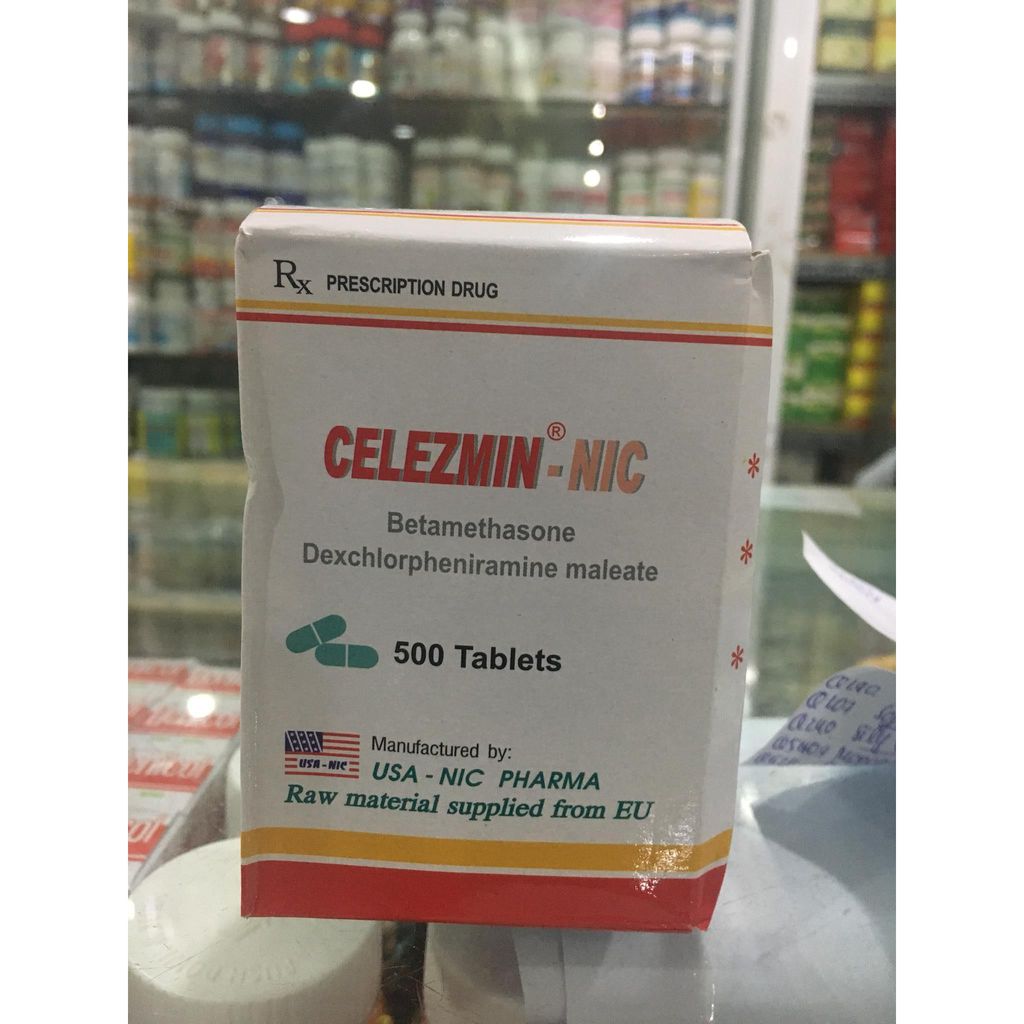 Rx PRESCRIPTION DRUG
CELEZMIN®-NIC
Betamethasone
Dexchlorpheniramine maleate
500 Tablets
USA - NIC
Manufactured by:
USA - NIC PHARMA
Raw material supplied from EU